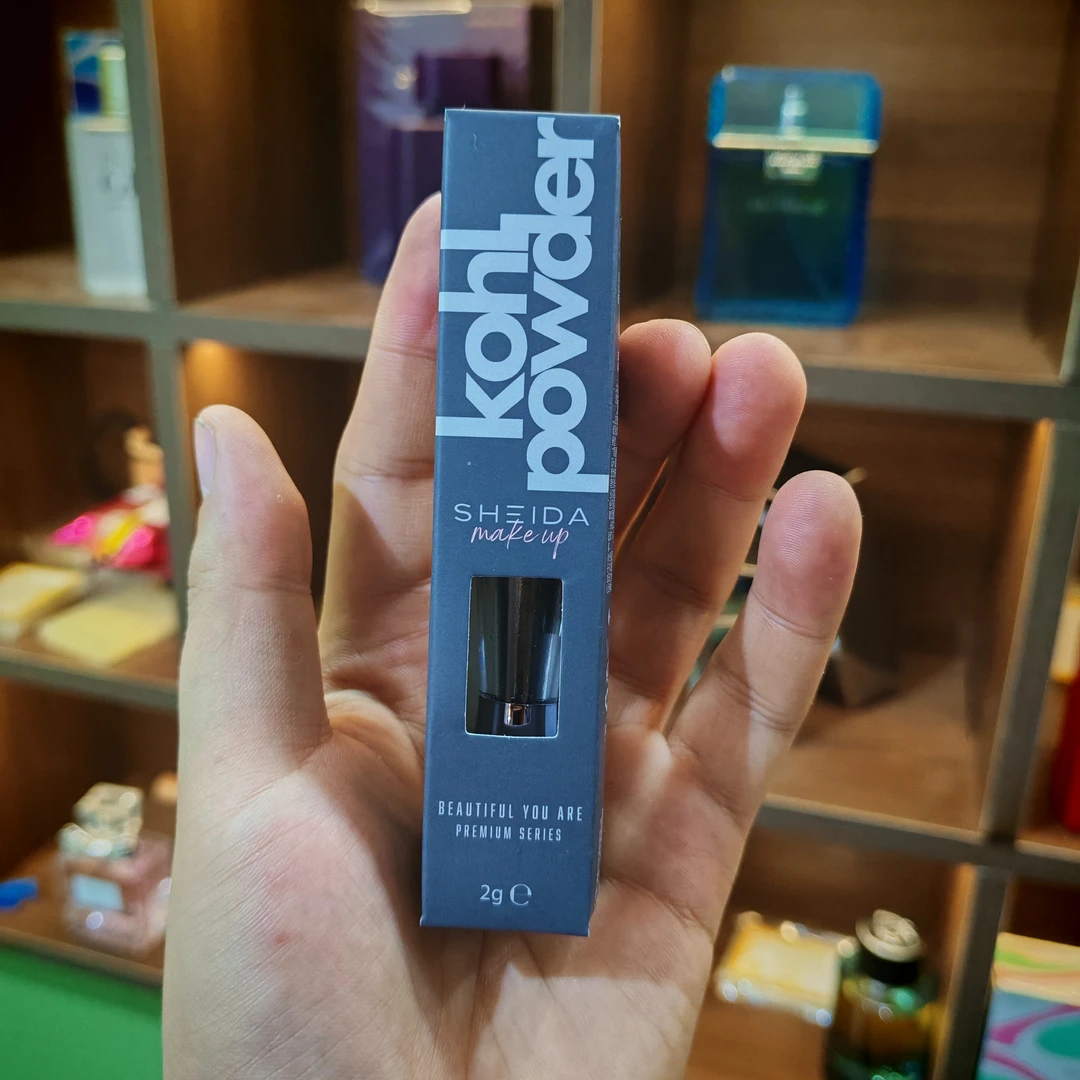 kohl
powder
SHEIDA
make up
BEAUTIFUL YOU ARE
PREMIUM SERIES
2g ℮